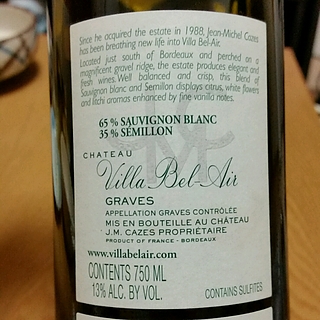 Since he acquired the estate in 1988, Jean-Michel Cazes
has been breathing new life into Villa Bel-Air.
Located just south of Bordeaux and perched on a
magnificent gravel ridge, the estate produces elegant and
fresh wines. Well balanced and crisp, this blend of
Sauvignon blanc and Semillon displays citrus, white flowers
and litchi aromas enhanced by fine vanilla notes.
65 % SAUVIGNON BLANC
35 % SÉMILLON
CHATEAU
Villa Bel-Air
GRAVES
APPELLATION GRAVES CONTRÔLÉE
MIS EN BOUTEILLE AU CHÂTEAU
J.M. CAZES PROPRIÉTAIRE
PRODUCT OF FRANCE - BORDEAUX
www.villabelair.com
CONTENTS 750 ML
13% ALC. BY VOL.
CONTAINS SULFITES